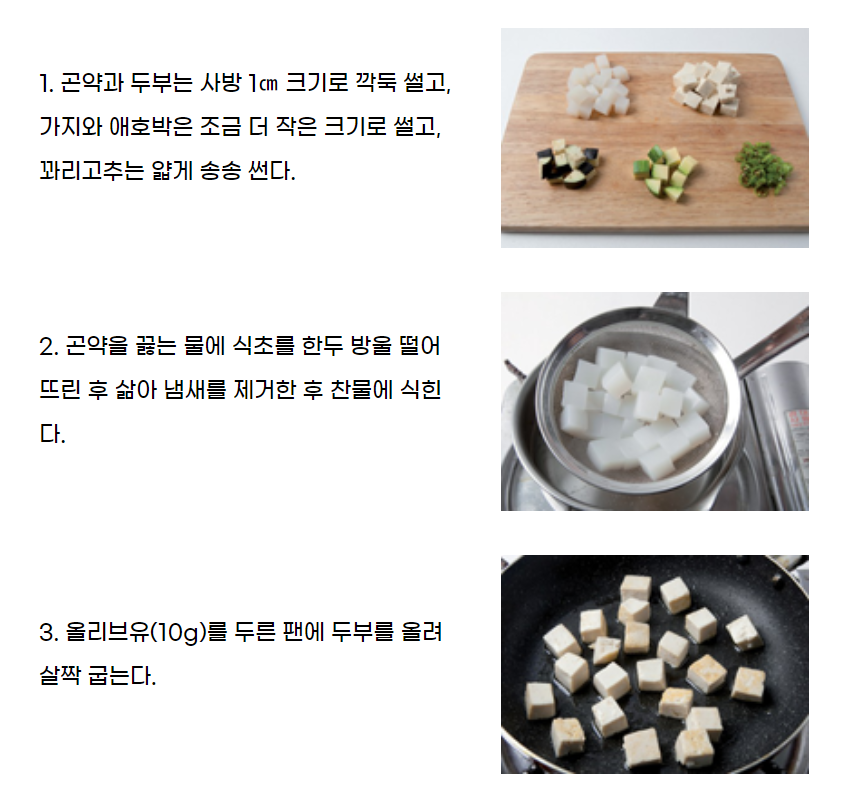 1. 곤약과 두부는 사방 1㎝ 크기로 깍둑 썰고,
가지와 애호박은 조금 더 작은 크기로 썰고,
꽈리고추는 얇게 송송 썬다.
2. 곤약을 끓는 물에 식초를 한두 방울 떨어
뜨린 후 삶아 냄새를 제거한 후 찬물에 식힌
다.
3. 올리브유(10g)를 두른 팬에 두부를 올려
살짝 굽는다.